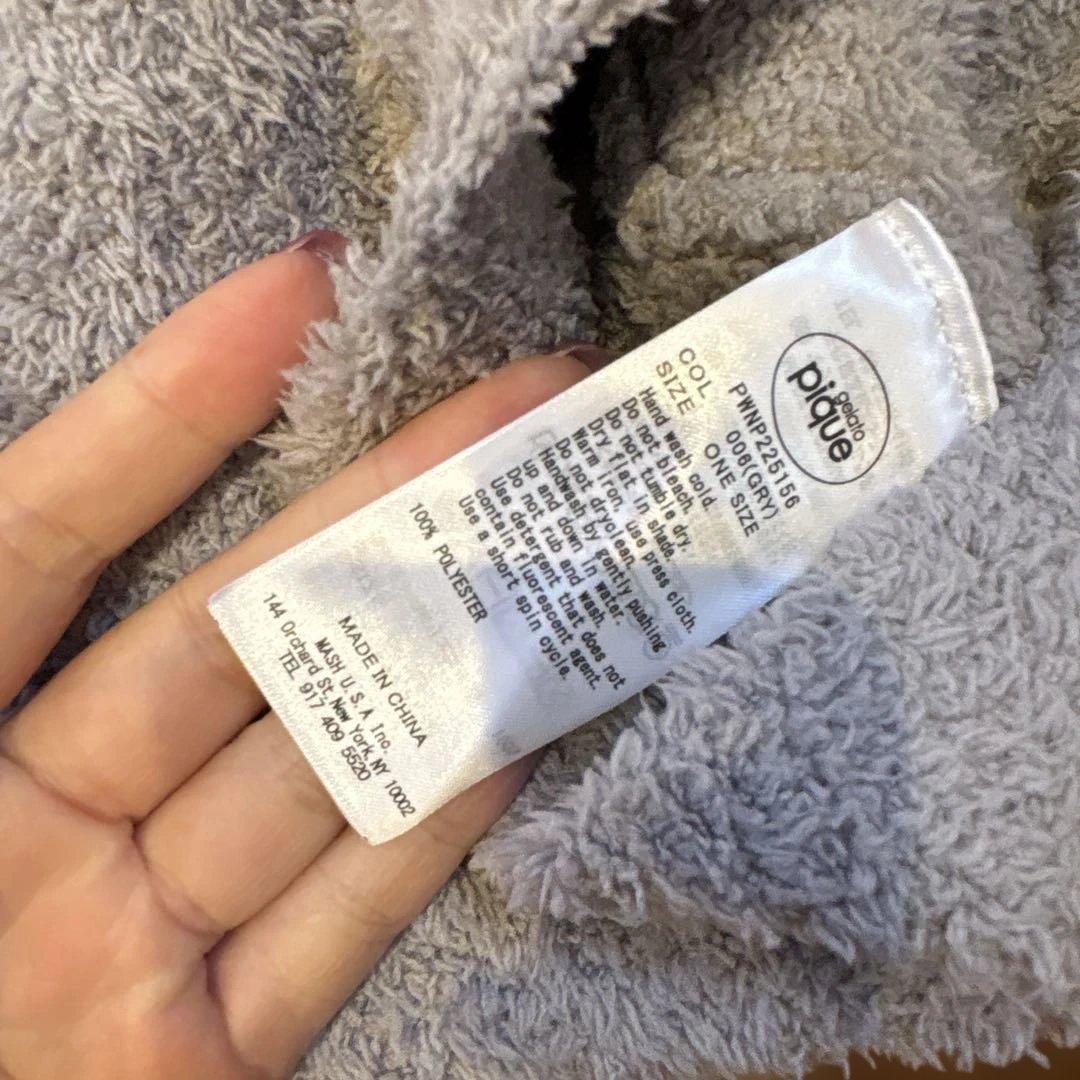 gelato
pique
PWNP225156
COL 006(GRY)
SIZE ONE SIZE
Hand wash cold.
Do not bleach.
Do not tumble dry.
Dry flat in shade.
Warm iron, use press cloth.
Do not dryclean.
Handwash by gently pushing
up and down in water.
Do not rub and wash.
Use detergent that does not
contain fluorescent agent.
Use a short spin cycle.
100% POLYESTER
MADE IN CHINA
MASH U.S.A Inc.
144 Orchard St, New York, NY 10002
TEL 917 409 5520